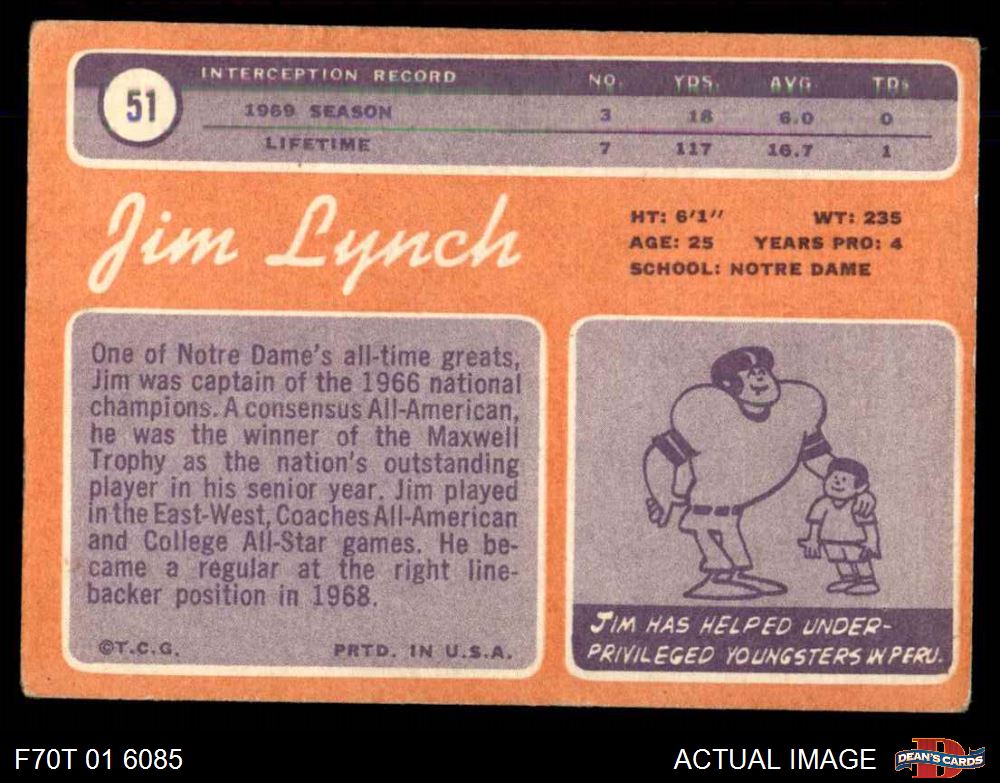 51
INTERCEPTION RECORD NO. YDS. AVG. TDs
1969 SEASON 3 18 6.0 0
LIFETIME 7 117 16.7 1
Jim Lynch
HT: 6'1" WT: 235
AGE: 25 YEARS PRO: 4
SCHOOL: NOTRE DAME
One of Notre Dame's all-time greats,
Jim was captain of the 1966 national
champions. A consensus All-American,
he was the winner of the Maxwell
Trophy as the nation's outstanding
player in his senior year. Jim played
in the East-West, Coaches All-American
and College All-Star games. He be-
came a regular at the right line-
backer position in 1968.
©T.C.G. PRTD. IN U.S.A.
JIM HAS HELPED UNDER-
PRIVILEGED YOUNGSTERS IN PERU.
F70T 01 6085
ACTUAL IMAGE
D
DEAN'S CARDS